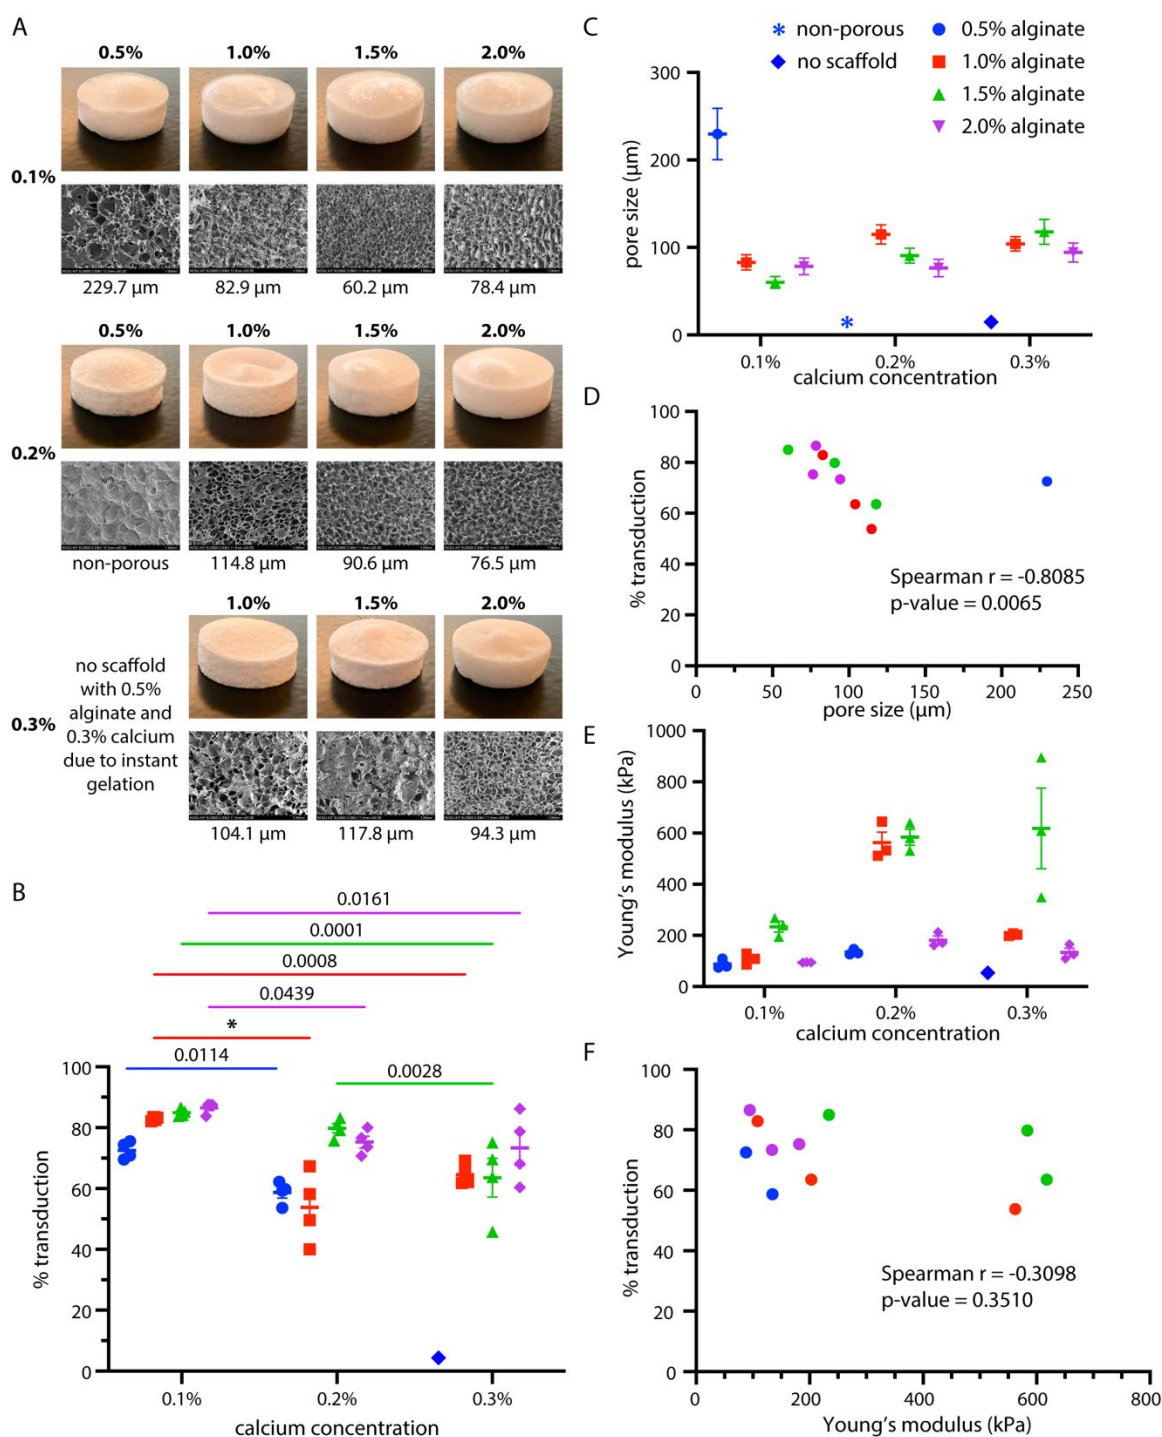 A
0.5%
1.0%
1.5%
2.0%
0.1%
229.7 µm
82.9 µm
60.2 µm
78.4 µm
0.5%
1.0%
1.5%
2.0%
0.2%
non-porous
114.8 µm
90.6 µm
76.5 µm
1.0%
1.5%
2.0%
0.3%
no scaffold
with 0.5%
alginate and
0.3% calcium
due to instant
gelation
104.1 µm
117.8 µm
94.3 µm
B
0.0161
0.0001
0.0008
0.0439
*
0.0114
0.0028
% transduction
100
80
60
40
20
0
0.1%
0.2%
0.3%
calcium concentration
C
* non-porous
no scaffold
0.5% alginate
1.0% alginate
1.5% alginate
2.0% alginate
pore size (µm)
300
200
100
0
0.1%
0.2%
0.3%
calcium concentration
D
% transduction
100
80
60
40
20
0
Spearman r = -0.8085
p-value = 0.0065
0
50
100
150
200
250
pore size (µm)
E
Young's modulus (kPa)
1000
800
600
400
200
0
0.1%
0.2%
0.3%
calcium concentration
F
% transduction
100
80
60
40
20
0
Spearman r = -0.3098
p-value = 0.3510
0
200
400
600
800
Young's modulus (kPa)